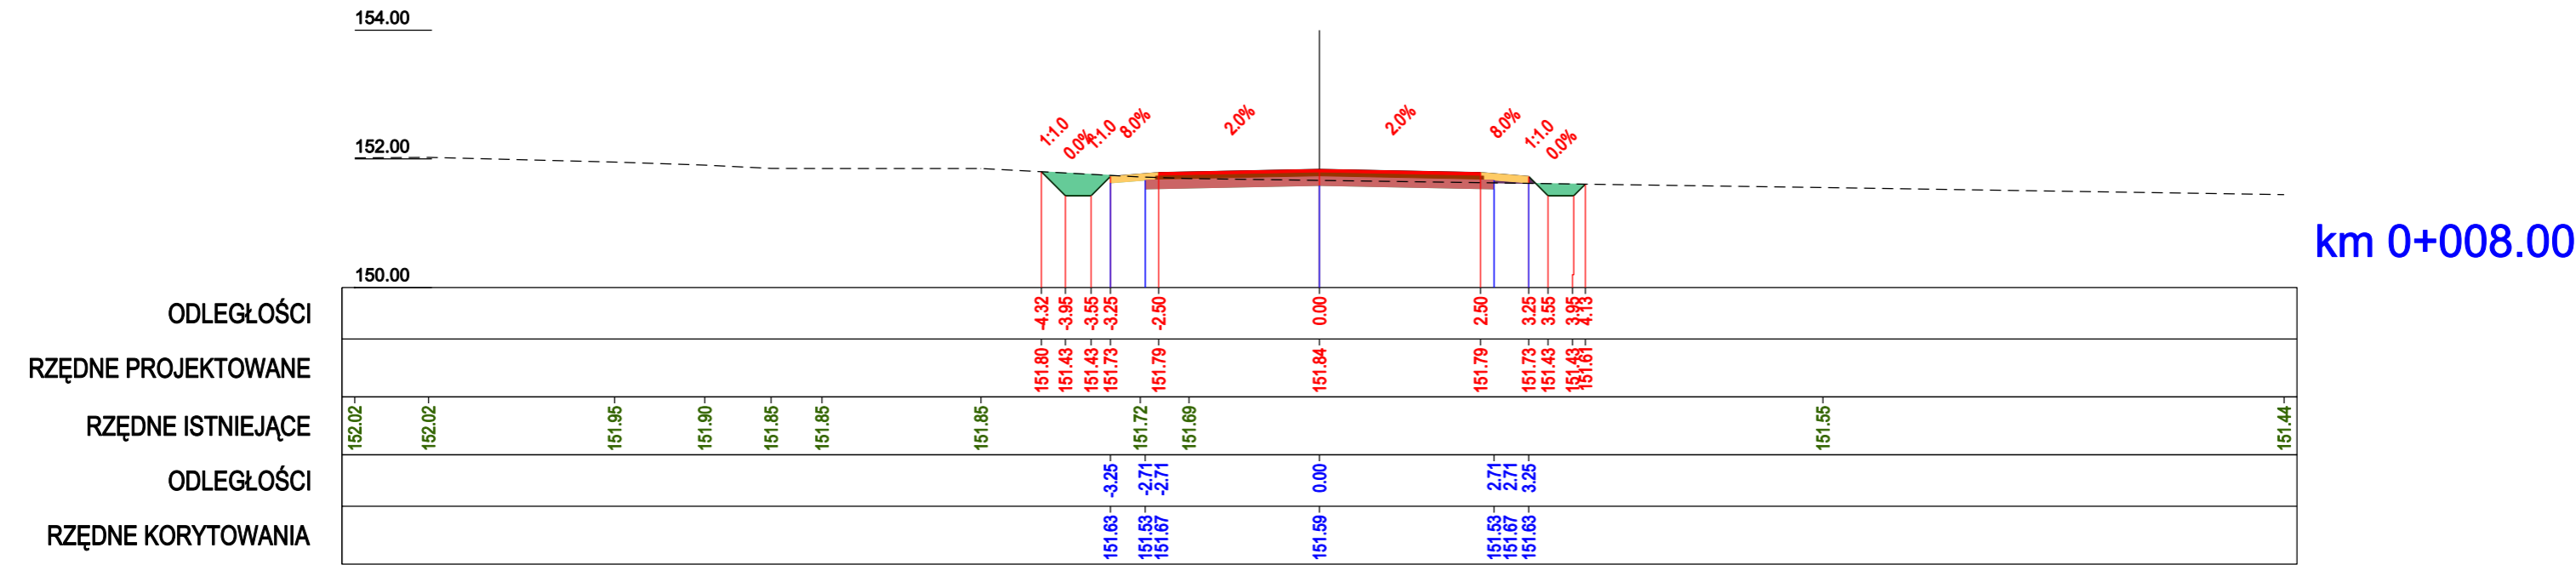 154.00
152.00
150.00
1:1.0 0.0% 1:1.0 8.0% 2.0% 2.0% 8.0% 1:1.0 0.0%
km 0+008.00
ODLEGŁOŚCI -4.32 -3.95 -3.55 -3.25 -2.50 0.00 2.50 3.25 3.55 3.95 4.13
RZĘDNE PROJEKTOWANE 151.80 151.43 151.43 151.73 151.79 151.84 151.79 151.73 151.43 151.43 151.61
RZĘDNE ISTNIEJĄCE 152.02 152.02 151.95 151.90 151.85 151.85 151.85 151.72 151.69 151.55 151.44
ODLEGŁOŚCI -3.25 -2.71 -2.71 0.00 2.71 2.71 3.25
RZĘDNE KORYTOWANIA 151.63 151.53 151.67 151.59 151.53 151.67 151.63